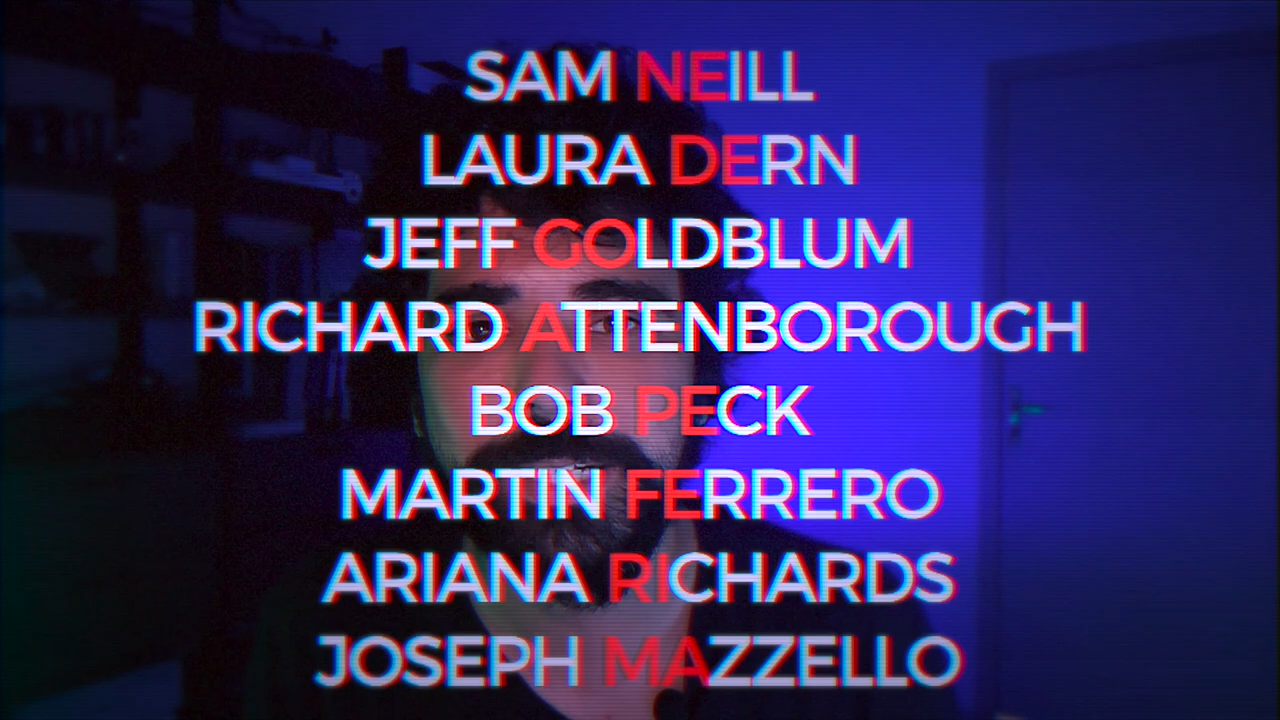 SAM NEILL
LAURA DERN
JEFF GOLDBLUM
RICHARD ATTENBOROUGH
BOB PECK
MARTIN FERRERO
ARIANA RICHARDS
JOSEPH MAZZELLO